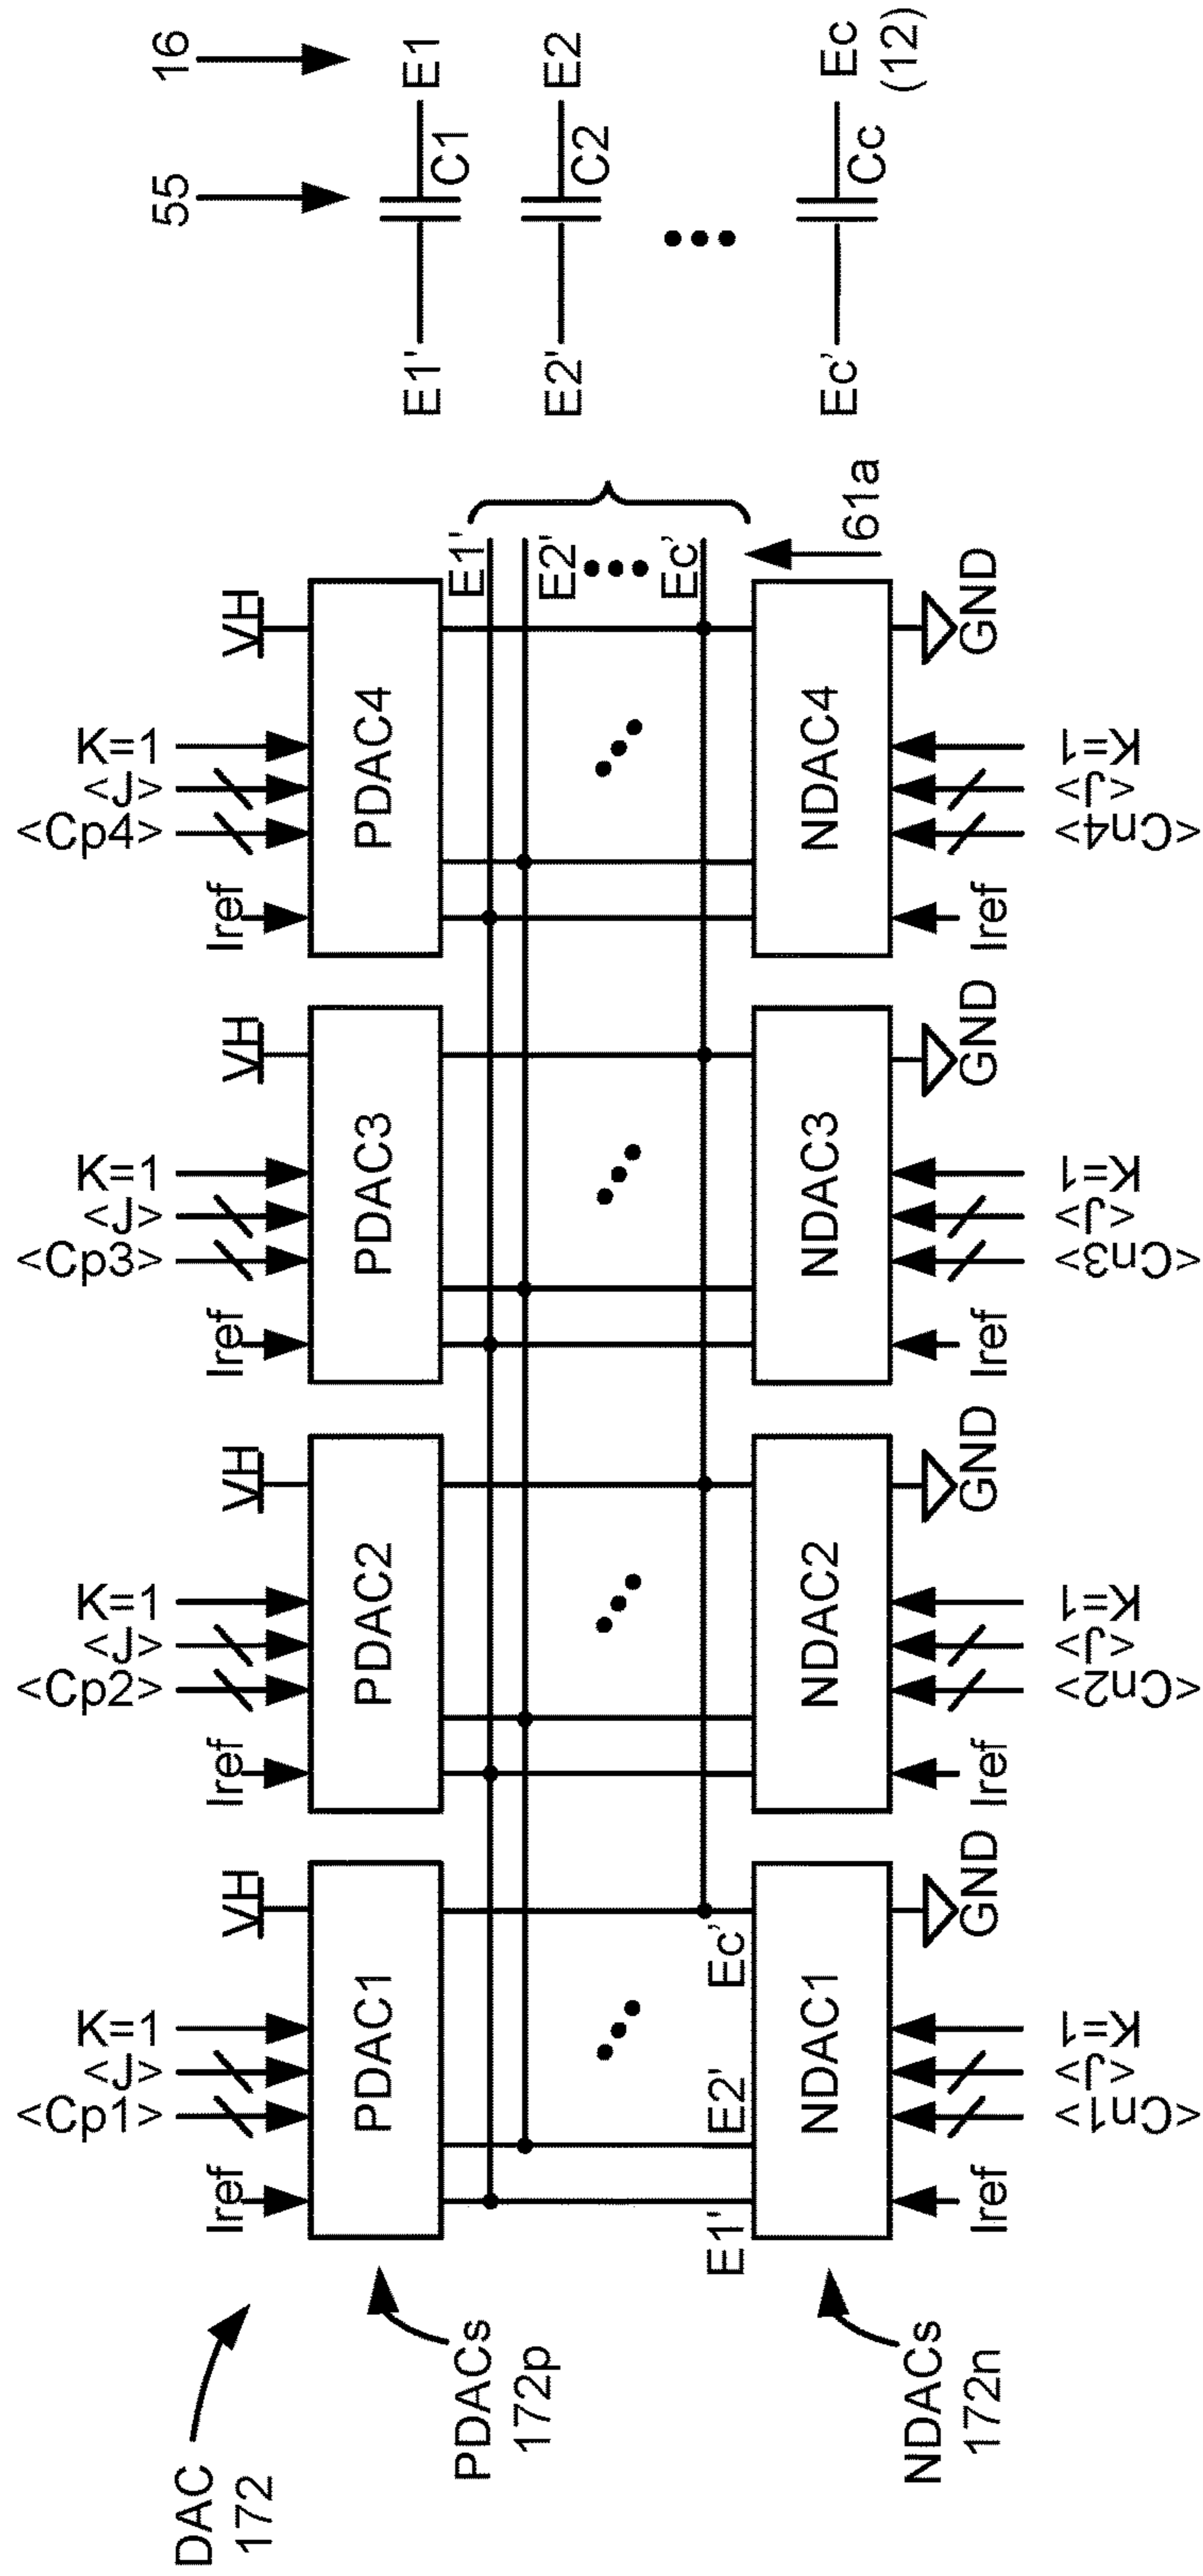 DAC
172
<Cp1>
<J>
K=1
Iref
VH
<Cp2>
<J>
K=1
Iref
VH
<Cp3>
<J>
K=1
Iref
VH
<Cp4>
<J>
K=1
Iref
VH
55
16
PDACs
172p
PDAC1
PDAC2
PDAC3
PDAC4
E1'
E2'
Ec'
E1'
E2'
Ec'
E1'
C1
E1
E2'
C2
E2
Ec'
Cc
Ec
(12)
61a
NDACs
172n
NDAC1
NDAC2
NDAC3
NDAC4
Iref
<Cn1>
<J>
K=1
GND
Iref
<Cn2>
<J>
K=1
GND
Iref
<Cn3>
<J>
K=1
GND
Iref
<Cn4>
<J>
K=1
GND